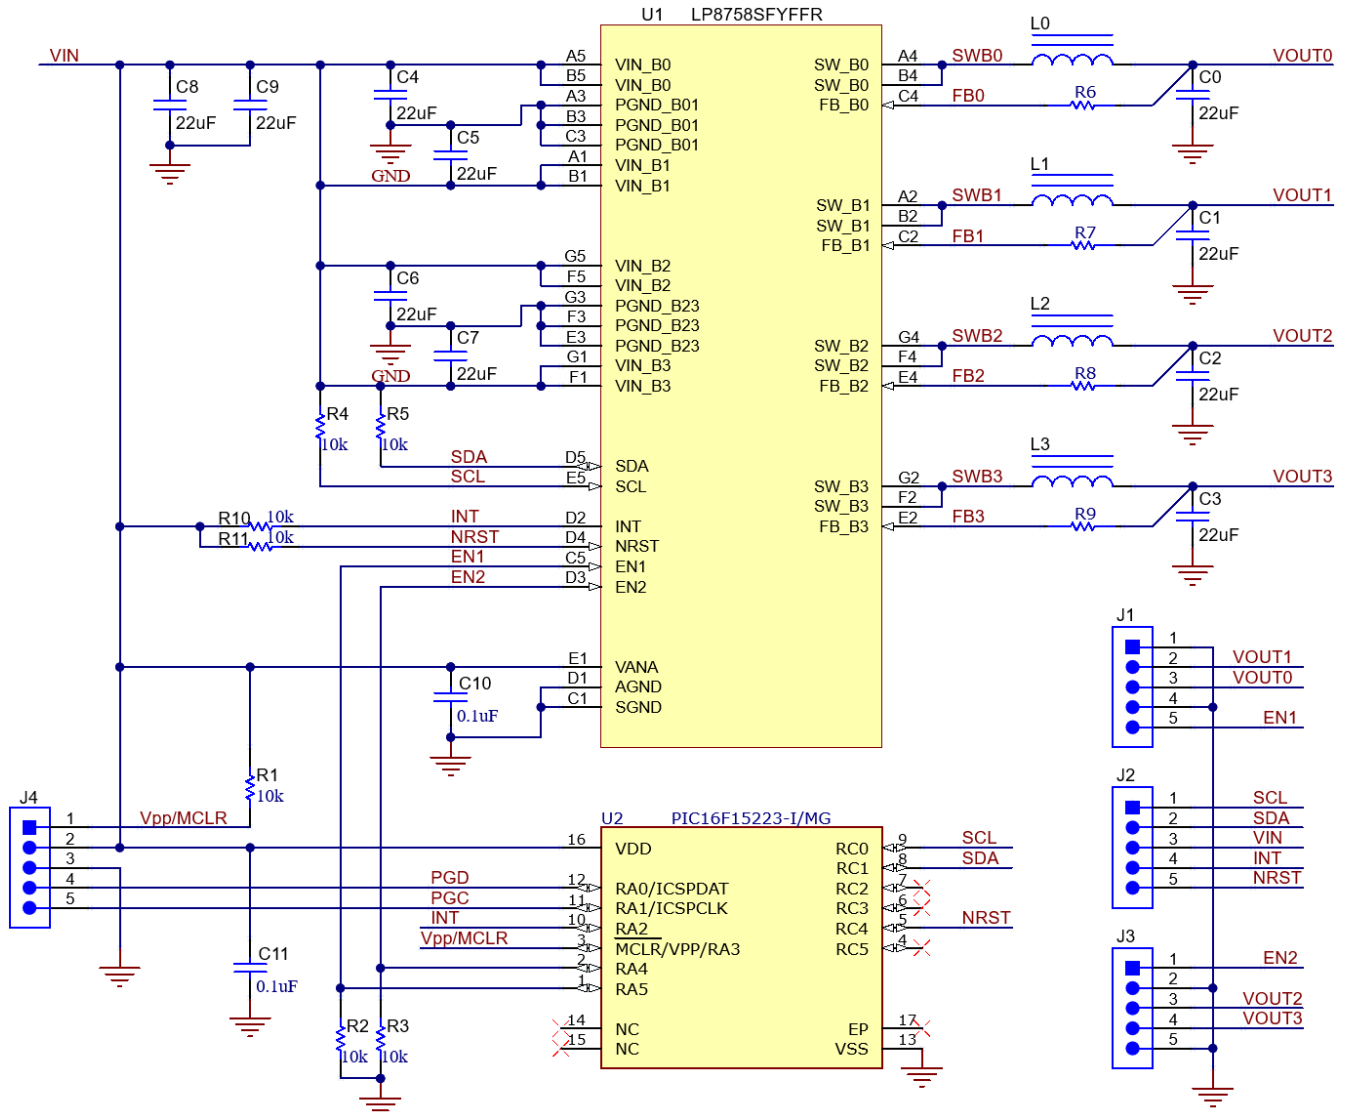 U1 LP8758SFYFFR
VIN
C8
22uF
C9
22uF
C4
22uF
C5
22uF
GND
C6
22uF
C7
22uF
GND
R4
10k
R5
10k
SDA
SCL
R10 10k
R11 10k
INT
NRST
EN1
EN2
A5 VIN_B0
B5 VIN_B0
A3 PGND_B01
B3 PGND_B01
C3 PGND_B01
A1 VIN_B1
B1 VIN_B1
G5 VIN_B2
F5 VIN_B2
G3 PGND_B23
F3 PGND_B23
E3 PGND_B23
G1 VIN_B3
F1 VIN_B3
D5 SDA
E5 SCL
D2 INT
D4 NRST
C5 EN1
D3 EN2
E1 VANA
D1 AGND
C1 SGND
C10
0.1uF
SW_B0 A4 SWB0
SW_B0 B4
FB_B0 C4 FB0
L0
R6
VOUT0
C0
22uF
SW_B1 A2 SWB1
SW_B1 B2
FB_B1 C2 FB1
L1
R7
VOUT1
C1
22uF
SW_B2 G4 SWB2
SW_B2 F4
FB_B2 E4 FB2
L2
R8
VOUT2
C2
22uF
SW_B3 G2 SWB3
SW_B3 F2
FB_B3 E2 FB3
L3
R9
VOUT3
C3
22uF
R1
10k
J4
1 Vpp/MCLR
2
3
4 PGD
5 PGC
INT
Vpp/MCLR
C11
0.1uF
R2
10k
R3
10k
U2 PIC16F15223-I/MG
16 VDD
12 RA0/ICSPDAT
11 RA1/ICSPCLK
10 RA2
3 MCLR/VPP/RA3
2 RA4
1 RA5
14 NC
15 NC
RC0 9 SCL
RC1 8 SDA
RC2 7
RC3 6
RC4 5 NRST
RC5 4
EP 17
VSS 13
J1
1
2 VOUT1
3 VOUT0
4
5 EN1
J2
1 SCL
2 SDA
3 VIN
4 INT
5 NRST
J3
1 EN2
2
3 VOUT2
4 VOUT3
5